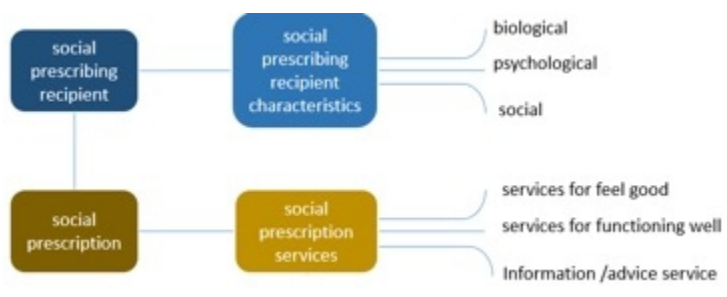 social
prescribing
recipient
social
prescribing
recipient
characteristics
biological
psychological
social
social
prescription
social
prescription
services
services for feel good
services for functioning well
Information /advice service